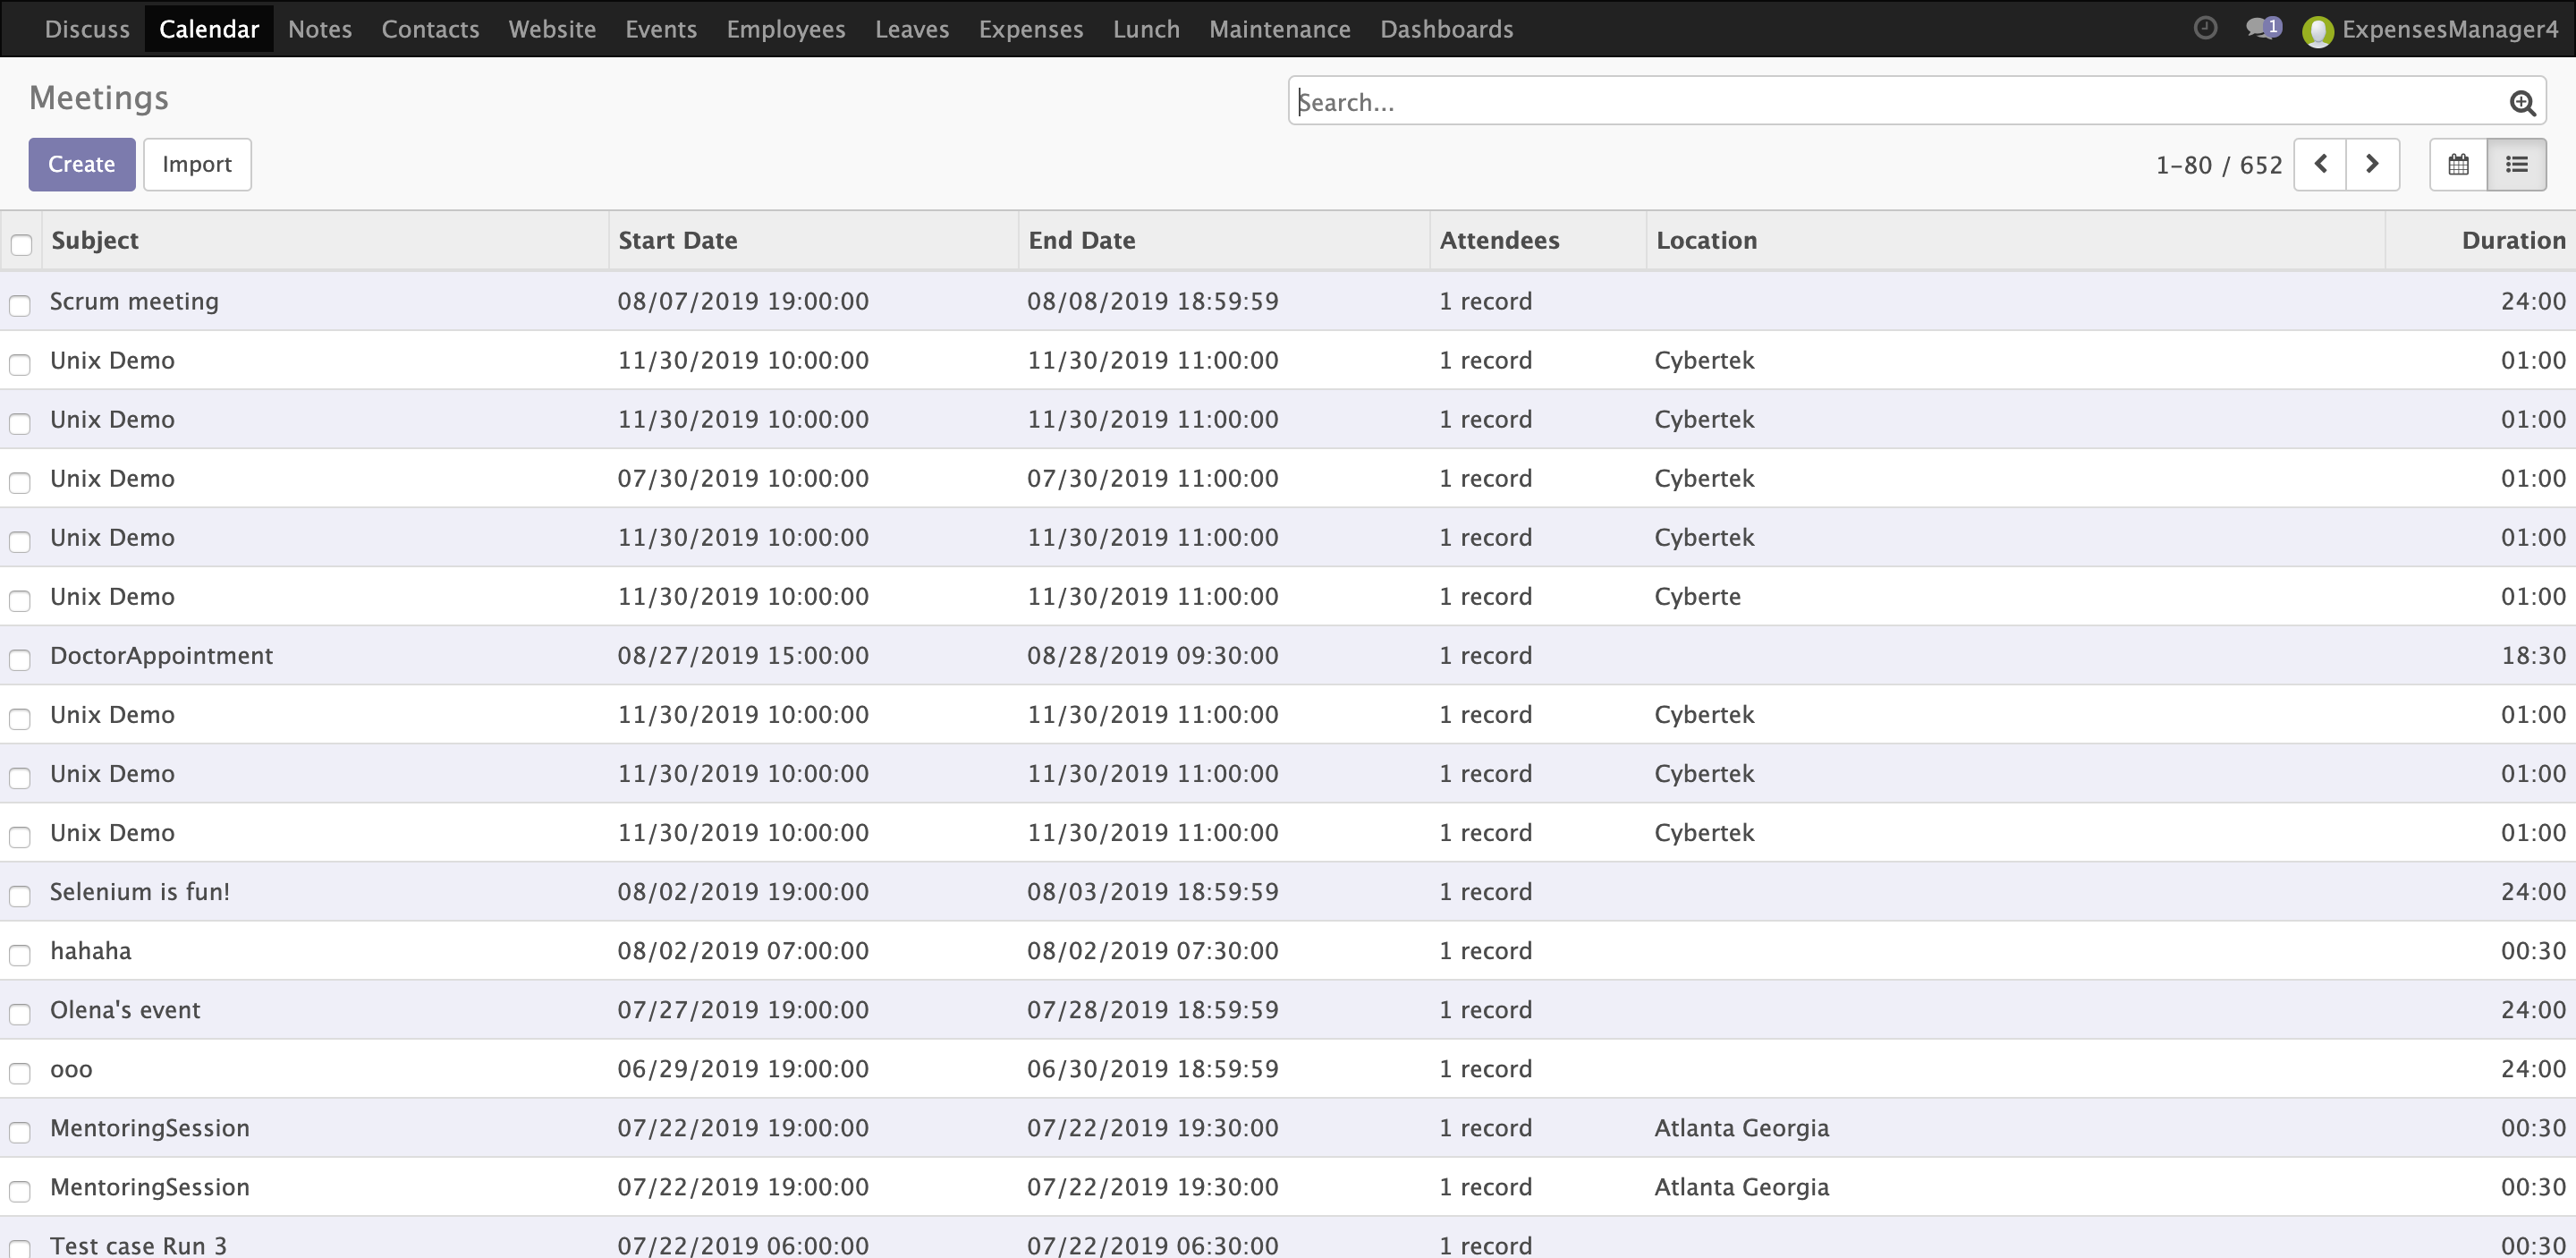 Discuss Calendar Notes Contacts Website Events Employees Leaves Expenses Lunch Maintenance Dashboards 1 ExpensesManager4
Meetings Search...
Create Import 1-80 / 652
Subject Start Date End Date Attendees Location Duration
Scrum meeting 08/07/2019 19:00:00 08/08/2019 18:59:59 1 record 24:00
Unix Demo 11/30/2019 10:00:00 11/30/2019 11:00:00 1 record Cybertek 01:00
Unix Demo 11/30/2019 10:00:00 11/30/2019 11:00:00 1 record Cybertek 01:00
Unix Demo 07/30/2019 10:00:00 07/30/2019 11:00:00 1 record Cybertek 01:00
Unix Demo 11/30/2019 10:00:00 11/30/2019 11:00:00 1 record Cybertek 01:00
Unix Demo 11/30/2019 10:00:00 11/30/2019 11:00:00 1 record Cyberte 01:00
DoctorAppointment 08/27/2019 15:00:00 08/28/2019 09:30:00 1 record 18:30
Unix Demo 11/30/2019 10:00:00 11/30/2019 11:00:00 1 record Cybertek 01:00
Unix Demo 11/30/2019 10:00:00 11/30/2019 11:00:00 1 record Cybertek 01:00
Unix Demo 11/30/2019 10:00:00 11/30/2019 11:00:00 1 record Cybertek 01:00
Selenium is fun! 08/02/2019 19:00:00 08/03/2019 18:59:59 1 record 24:00
hahaha 08/02/2019 07:00:00 08/02/2019 07:30:00 1 record 00:30
Olena's event 07/27/2019 19:00:00 07/28/2019 18:59:59 1 record 24:00
ooo 06/29/2019 19:00:00 06/30/2019 18:59:59 1 record 24:00
MentoringSession 07/22/2019 19:00:00 07/22/2019 19:30:00 1 record Atlanta Georgia 00:30
MentoringSession 07/22/2019 19:00:00 07/22/2019 19:30:00 1 record Atlanta Georgia 00:30
Test case Run 3 07/22/2019 06:00:00 07/22/2019 06:30:00 1 record 00:30